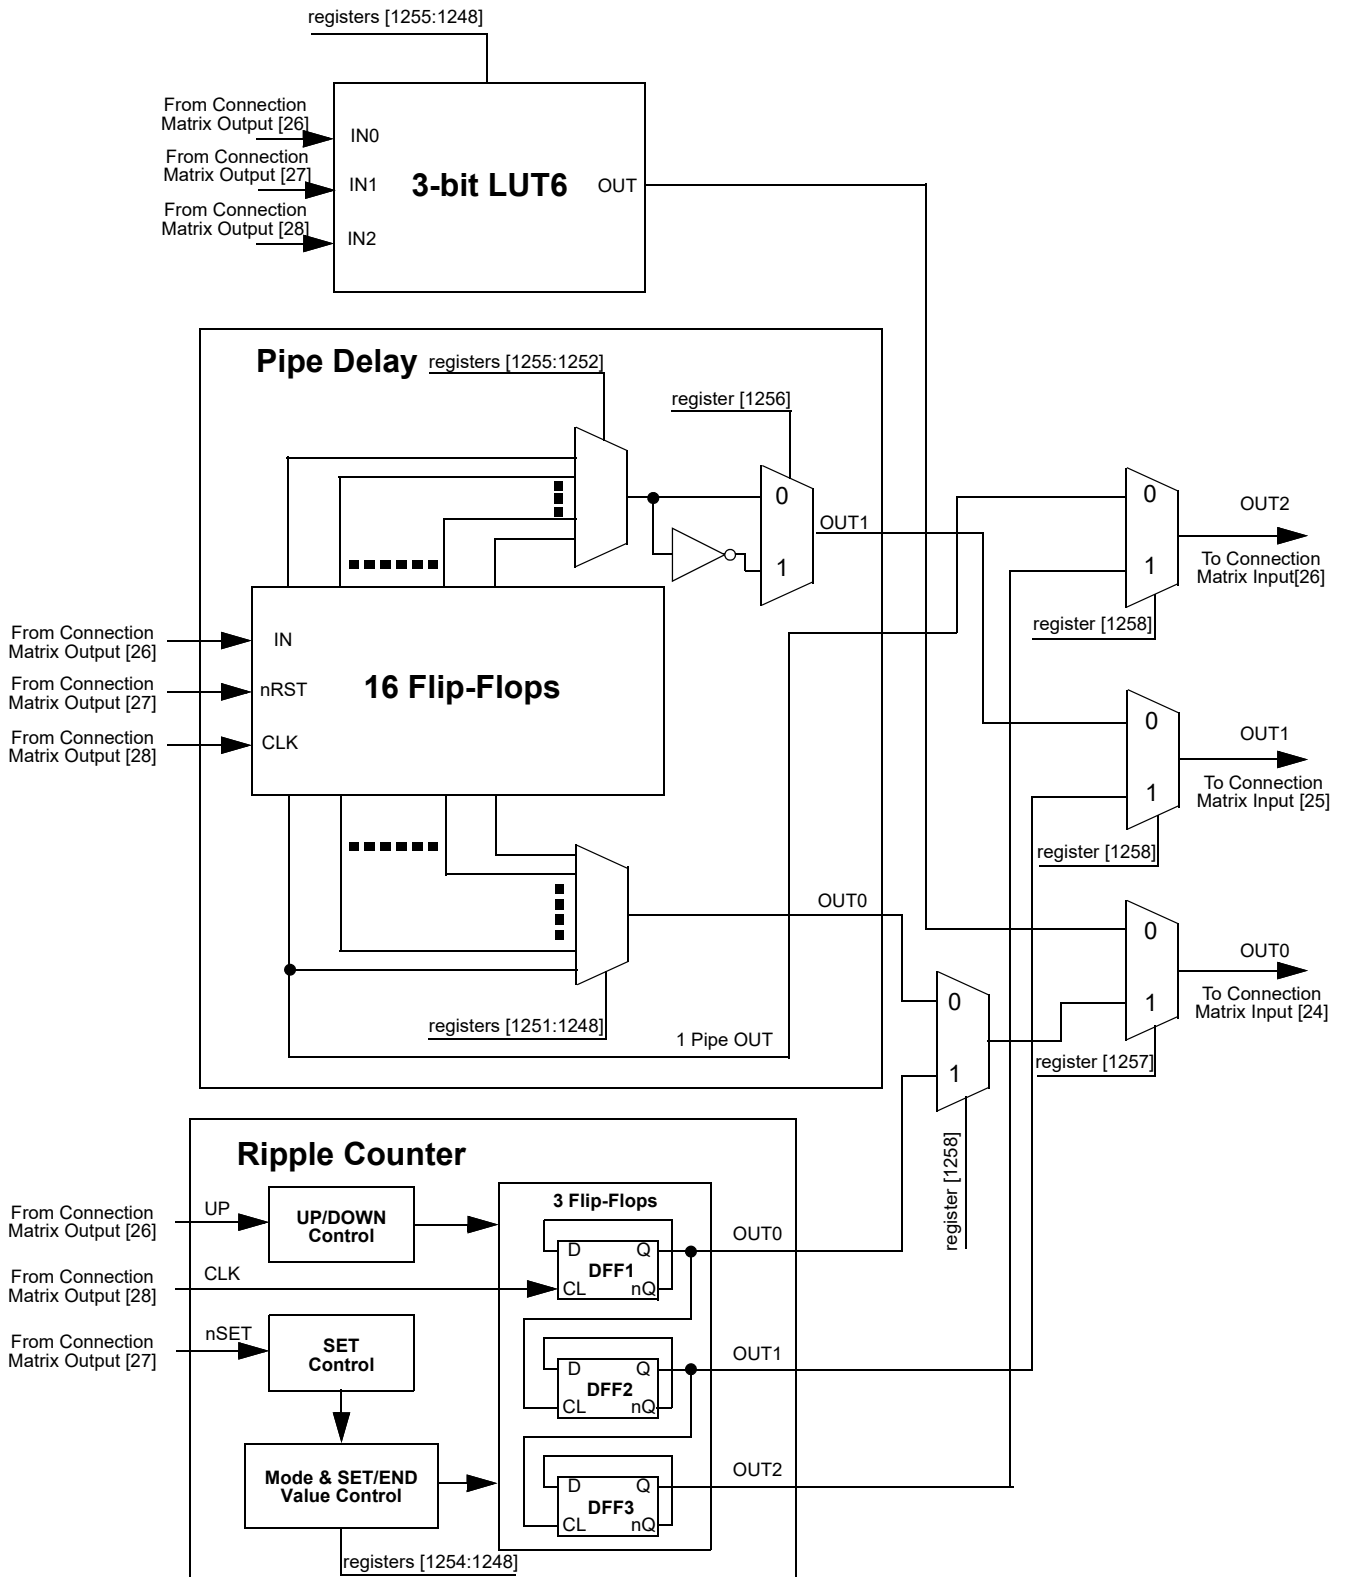 registers [1255:1248]
From Connection
Matrix Output [26]
From Connection
Matrix Output [27]
From Connection
Matrix Output [28]
IN0
IN1
IN2
3-bit LUT6
OUT
Pipe Delay
registers [1255:1252]
register [1256]
0
1
OUT1
16 Flip-Flops
IN
nRST
CLK
From Connection
Matrix Output [26]
From Connection
Matrix Output [27]
From Connection
Matrix Output [28]
OUT0
registers [1251:1248]
1 Pipe OUT
0
1
OUT2
To Connection
Matrix Input[26]
register [1258]
0
1
OUT1
To Connection
Matrix Input [25]
register [1258]
0
1
OUT0
To Connection
Matrix Input [24]
register [1257]
0
1
register [1258]
Ripple Counter
From Connection
Matrix Output [26]
UP
UP/DOWN
Control
From Connection
Matrix Output [28]
CLK
From Connection
Matrix Output [27]
nSET
SET
Control
Mode & SET/END
Value Control
registers [1254:1248]
3 Flip-Flops
D
Q
DFF1
CL
nQ
OUT0
D
Q
DFF2
CL
nQ
OUT1
D
Q
DFF3
CL
nQ
OUT2